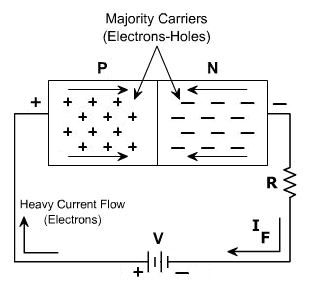 Majority Carriers
(Electrons-Holes)
P
N
+
−
+ + + +
+ + + +
+ + + +
+ + + +
− − − −
− − − −
− − − −
− − − −
R
Heavy Current Flow
(Electrons)
I F
V
+
−